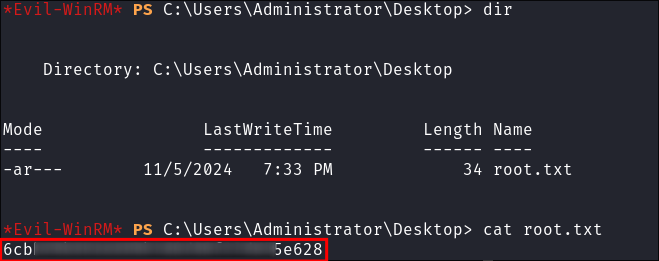 *Evil-WinRM* PS C:\Users\Administrator\Desktop> dir
Directory: C:\Users\Administrator\Desktop
Mode                LastWriteTime         Length Name
----                -------------         ------ ----
-ar---        11/5/2024   7:33 PM             34 root.txt
*Evil-WinRM* PS C:\Users\Administrator\Desktop> cat root.txt
6cb 5e628